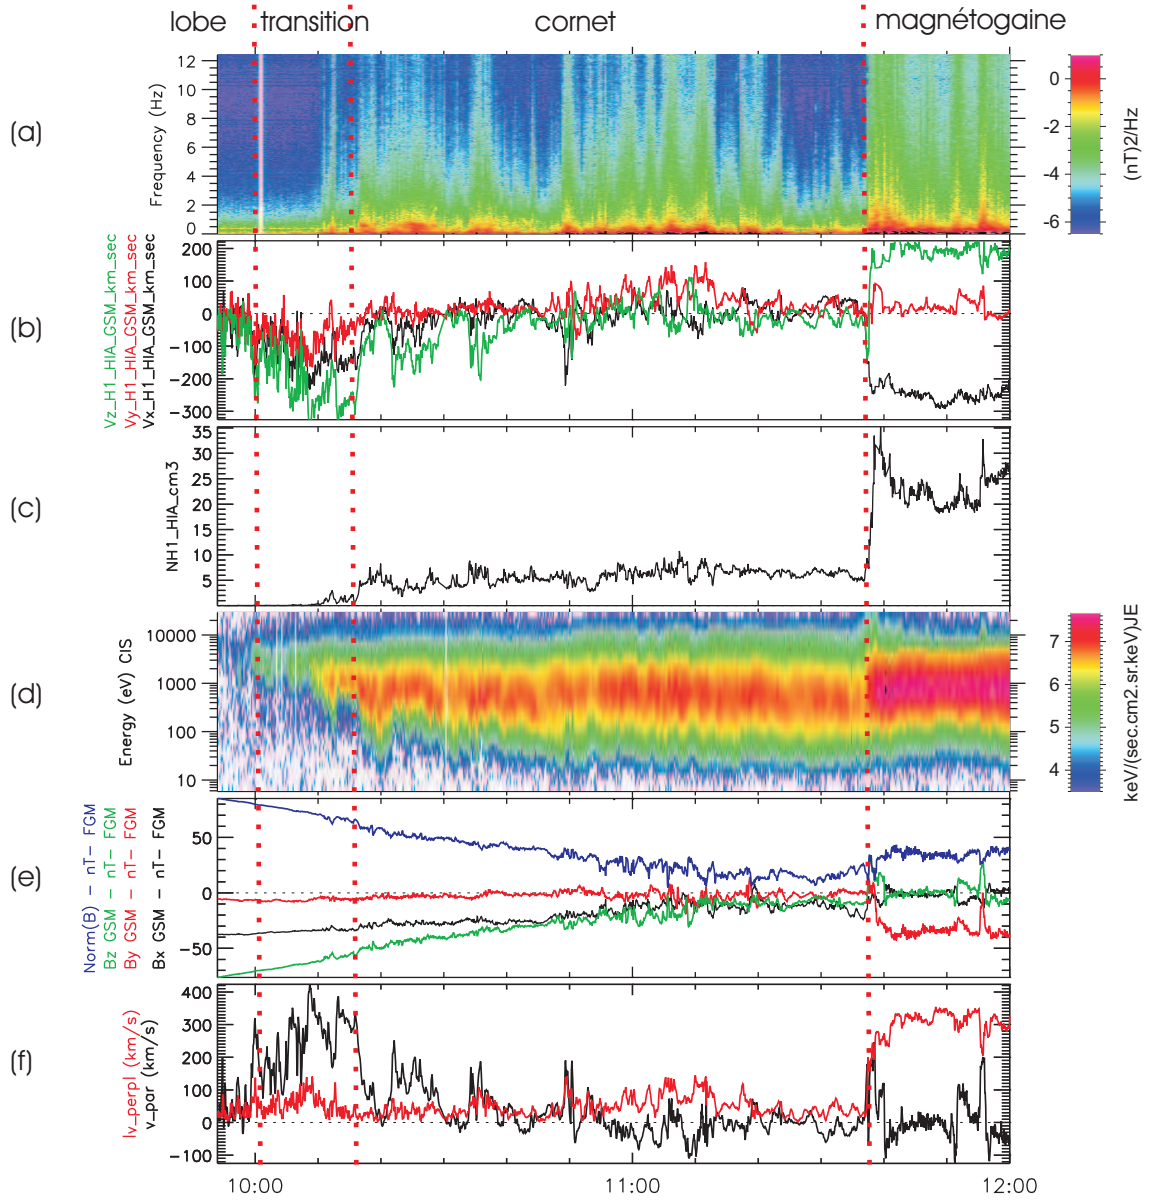 lobe transition cornet magnétogaine
(a)
Frequency (Hz)
12
10
8
6
4
2
0
0
-2
-4
-6
(nT)2/Hz
(b)
Vz_H1_HIA_GSM_km_sec
Vy_H1_HIA_GSM_km_sec
Vx_H1_HIA_GSM_km_sec
200
100
0
-100
-200
-300
(c)
NH1_HIA_cm3
35
30
25
20
15
10
5
(d)
Energy (eV) CIS
10000
1000
100
10
7
6
5
4
keV/(sec.cm2.sr.keV)JE
(e)
Norm(B) - nT- FGM
Bz GSM - nT- FGM
By GSM - nT- FGM
Bx GSM - nT- FGM
50
0
-50
(f)
lv_perpl (km/s)
v_par (km/s)
400
300
200
100
0
-100
10:00 11:00 12:00